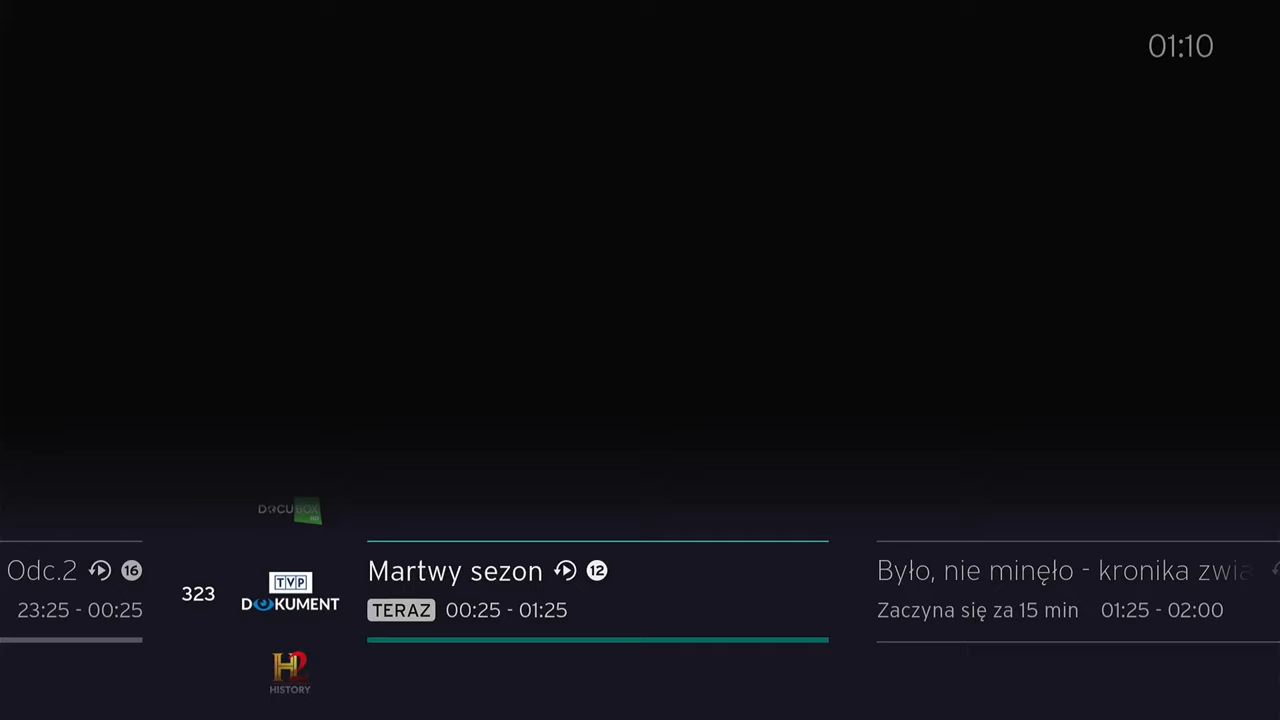 01:10
DOCUBOX HD
Odc.2 16
23:25 - 00:25
323
TVP
DOKUMENT
Martwy sezon 12
TERAZ 00:25 - 01:25
Było, nie minęło - kronika zwia
Zaczyna się za 15 min 01:25 - 02:00
H2
HISTORY